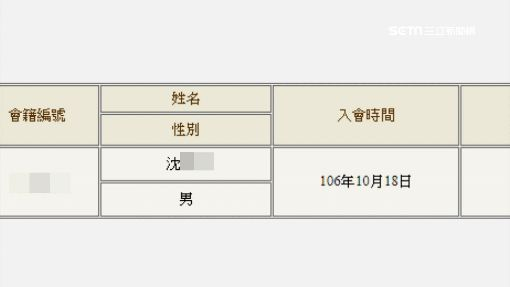 SETN三立新聞網
會籍編號
姓名
性別
入會時間
沈
男
106年10月18日